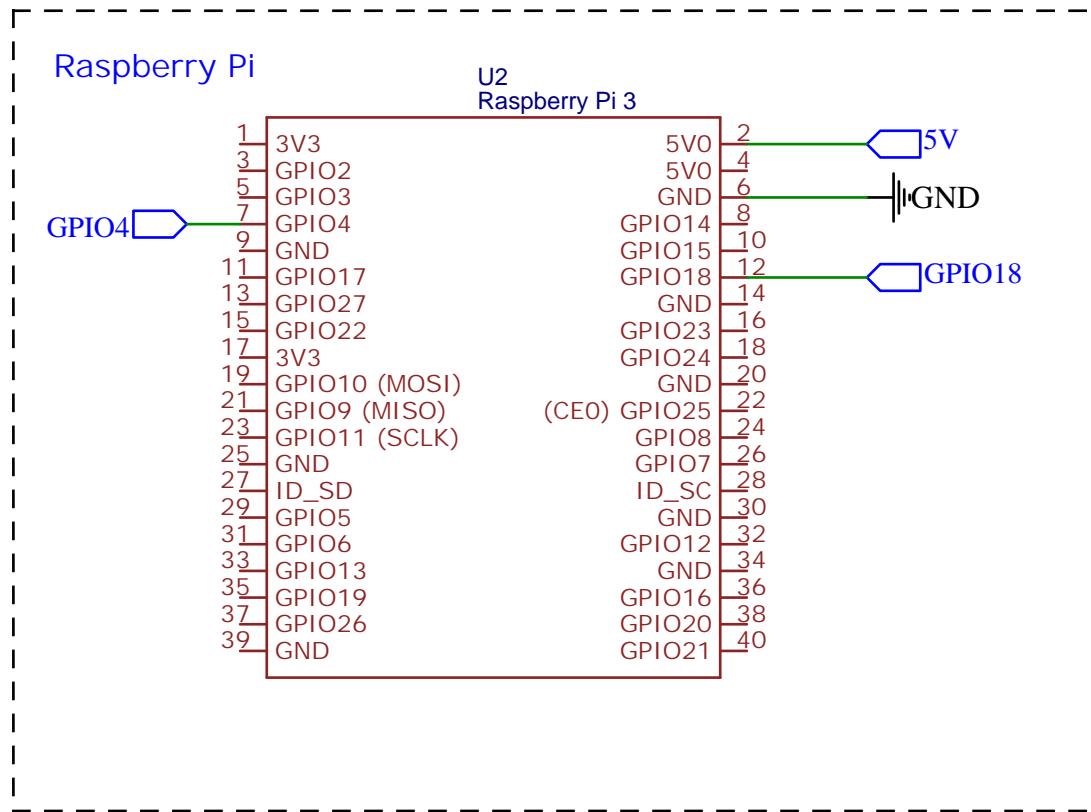 Raspberry Pi
U2
Raspberry Pi 3
1 3V3 5V0 2 5V
3 GPIO2 5V0 4
5 GPIO3 GND 6 GND
GPIO4 7 GPIO4 GPIO14 8
9 GND GPIO15 10
11 GPIO17 GPIO18 12 GPIO18
13 GPIO27 GND 14
15 GPIO22 GPIO23 16
17 3V3 GPIO24 18
19 GPIO10 (MOSI) GND 20
21 GPIO9 (MISO) (CE0) GPIO25 22
23 GPIO11 (SCLK) GPIO8 24
25 GND GPIO7 26
27 ID_SD ID_SC 28
29 GPIO5 GND 30
31 GPIO6 GPIO12 32
33 GPIO13 GND 34
35 GPIO19 GPIO16 36
37 GPIO26 GPIO20 38
39 GND GPIO21 40